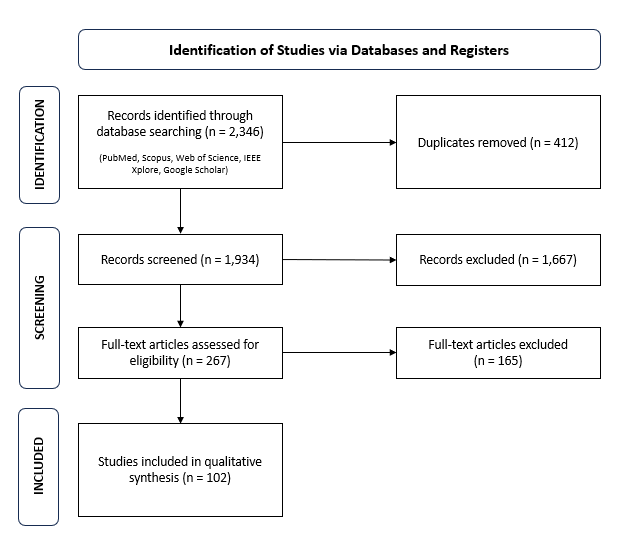 Identification of Studies via Databases and Registers
IDENTIFICATION
Records identified through
database searching (n = 2,346)
(PubMed, Scopus, Web of Science, IEEE
Xplore, Google Scholar)
Duplicates removed (n = 412)
SCREENING
Records screened (n = 1,934)
Records excluded (n = 1,667)
Full-text articles assessed for
eligibility (n = 267)
Full-text articles excluded
(n = 165)
INCLUDED
Studies included in qualitative
synthesis (n = 102)